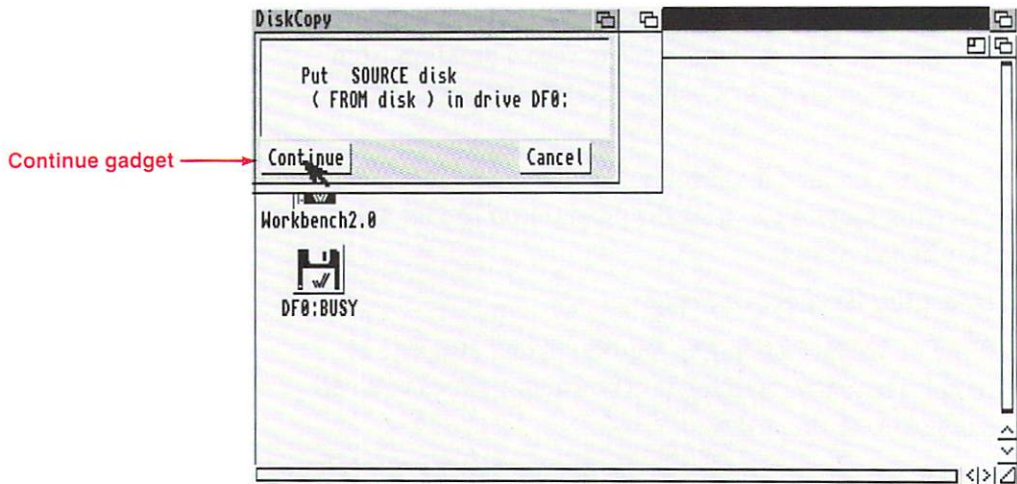 DiskCopy
Put SOURCE disk
( FROM disk ) in drive DF0:
Continue gadget
Continue
Cancel
Workbench2.0
DF0:BUSY